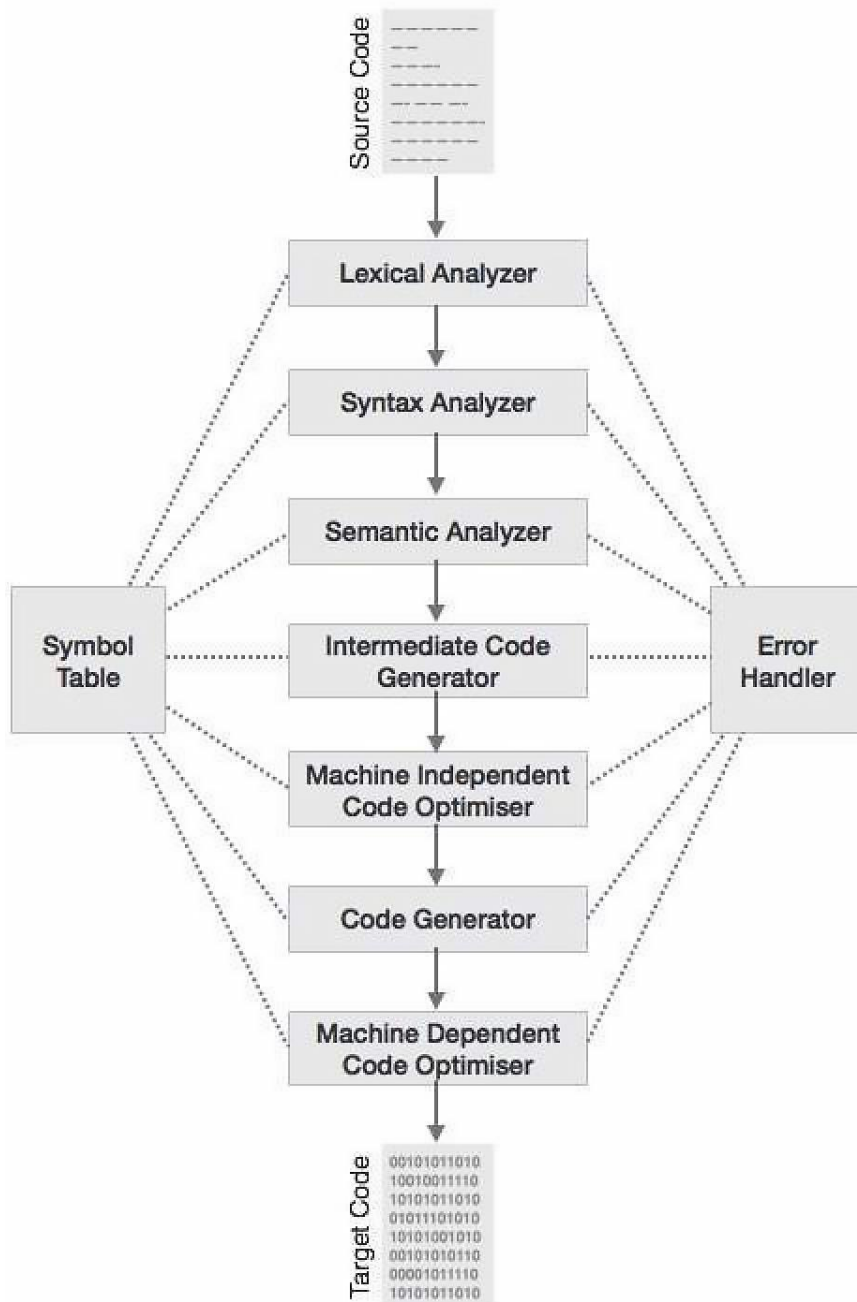 Source Code
Lexical Analyzer
Syntax Analyzer
Semantic Analyzer
Symbol
Table
Intermediate Code
Generator
Error
Handler
Machine Independent
Code Optimiser
Code Generator
Machine Dependent
Code Optimiser
Target Code
00101011010
10010011110
10101011010
01011101010
10101001010
00101010110
00001011110
10101011010